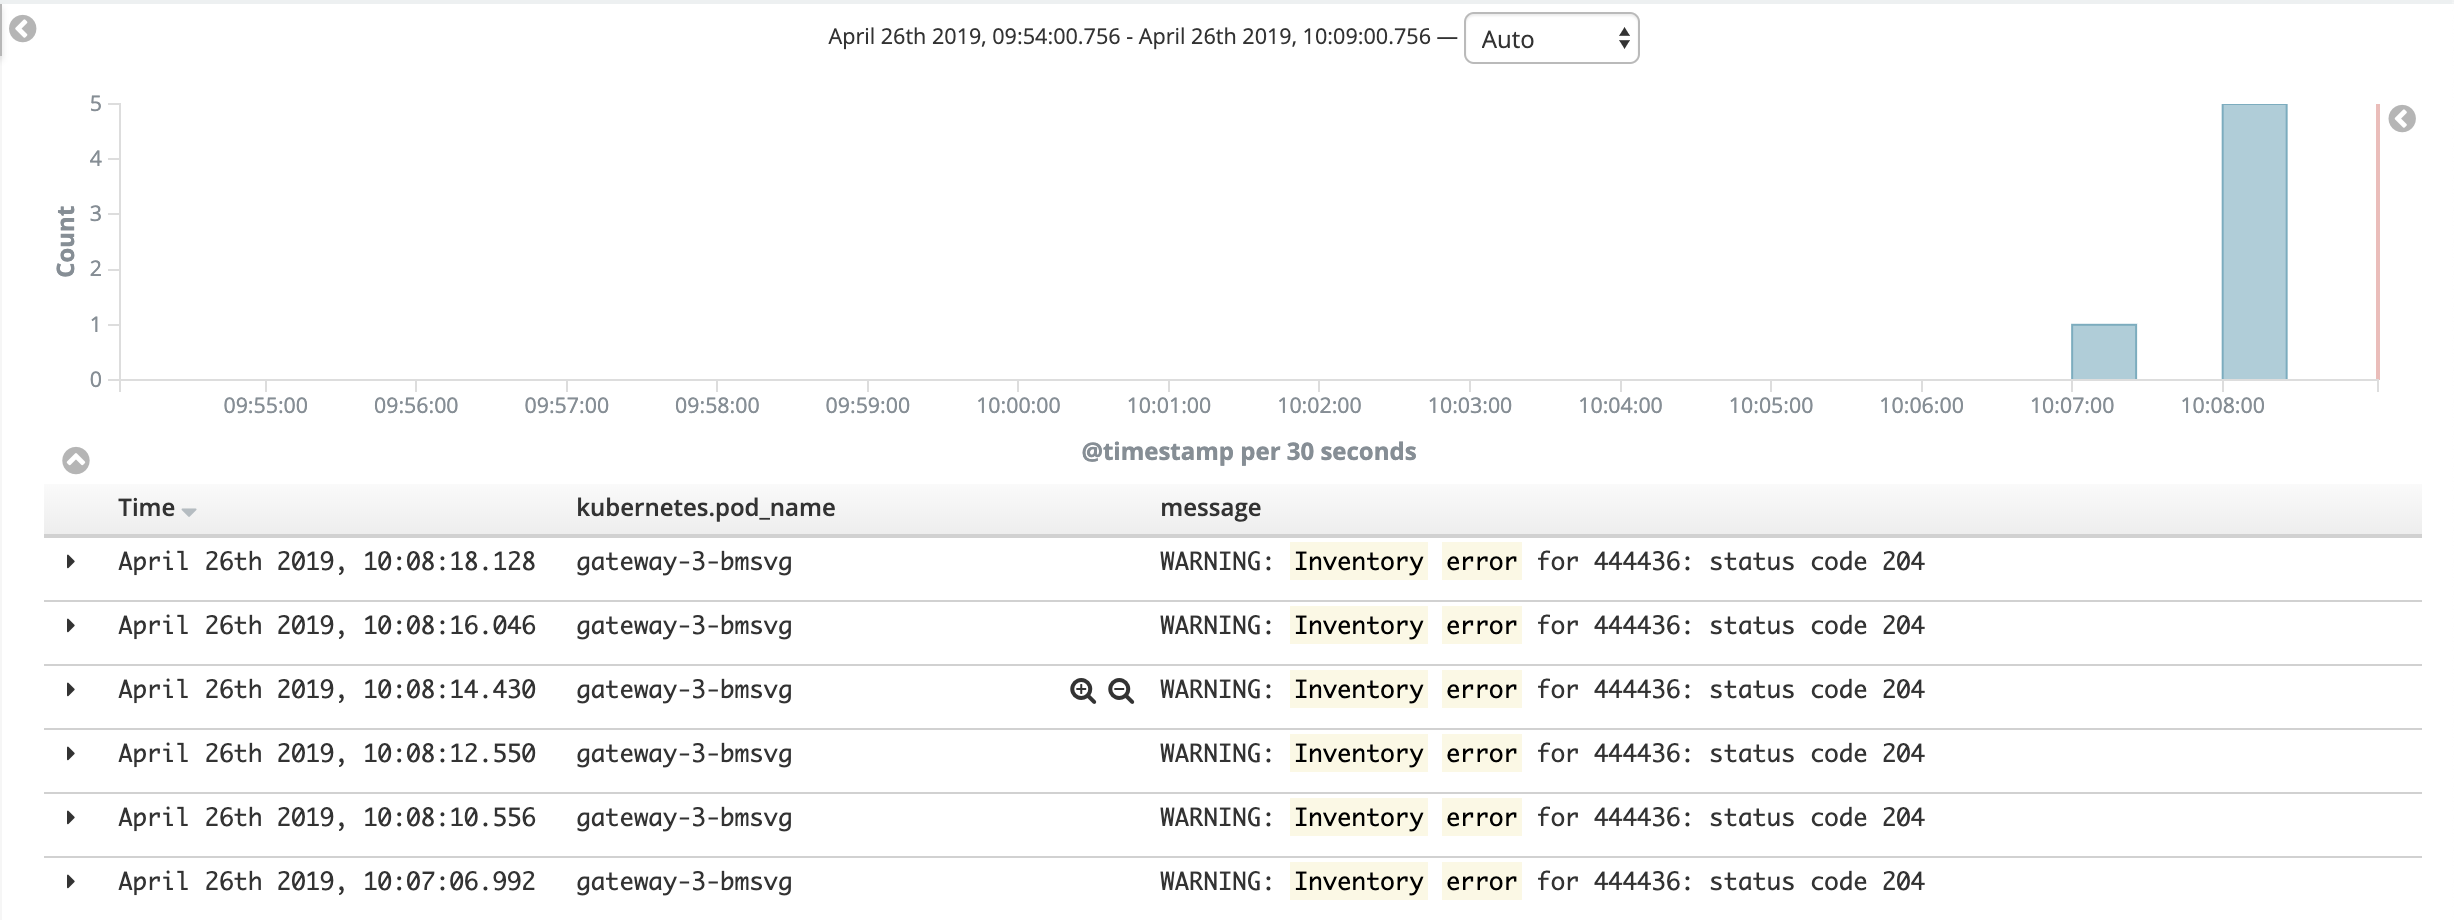 April 26th 2019, 09:54:00.756 - April 26th 2019, 10:09:00.756 — Auto
5
4
3
2
1
0
Count
09:55:00 09:56:00 09:57:00 09:58:00 09:59:00 10:00:00 10:01:00 10:02:00 10:03:00 10:04:00 10:05:00 10:06:00 10:07:00 10:08:00
@timestamp per 30 seconds
Time kubernetes.pod_name message
April 26th 2019, 10:08:18.128 gateway-3-bmsvg WARNING: Inventory error for 444436: status code 204
April 26th 2019, 10:08:16.046 gateway-3-bmsvg WARNING: Inventory error for 444436: status code 204
April 26th 2019, 10:08:14.430 gateway-3-bmsvg WARNING: Inventory error for 444436: status code 204
April 26th 2019, 10:08:12.550 gateway-3-bmsvg WARNING: Inventory error for 444436: status code 204
April 26th 2019, 10:08:10.556 gateway-3-bmsvg WARNING: Inventory error for 444436: status code 204
April 26th 2019, 10:07:06.992 gateway-3-bmsvg WARNING: Inventory error for 444436: status code 204